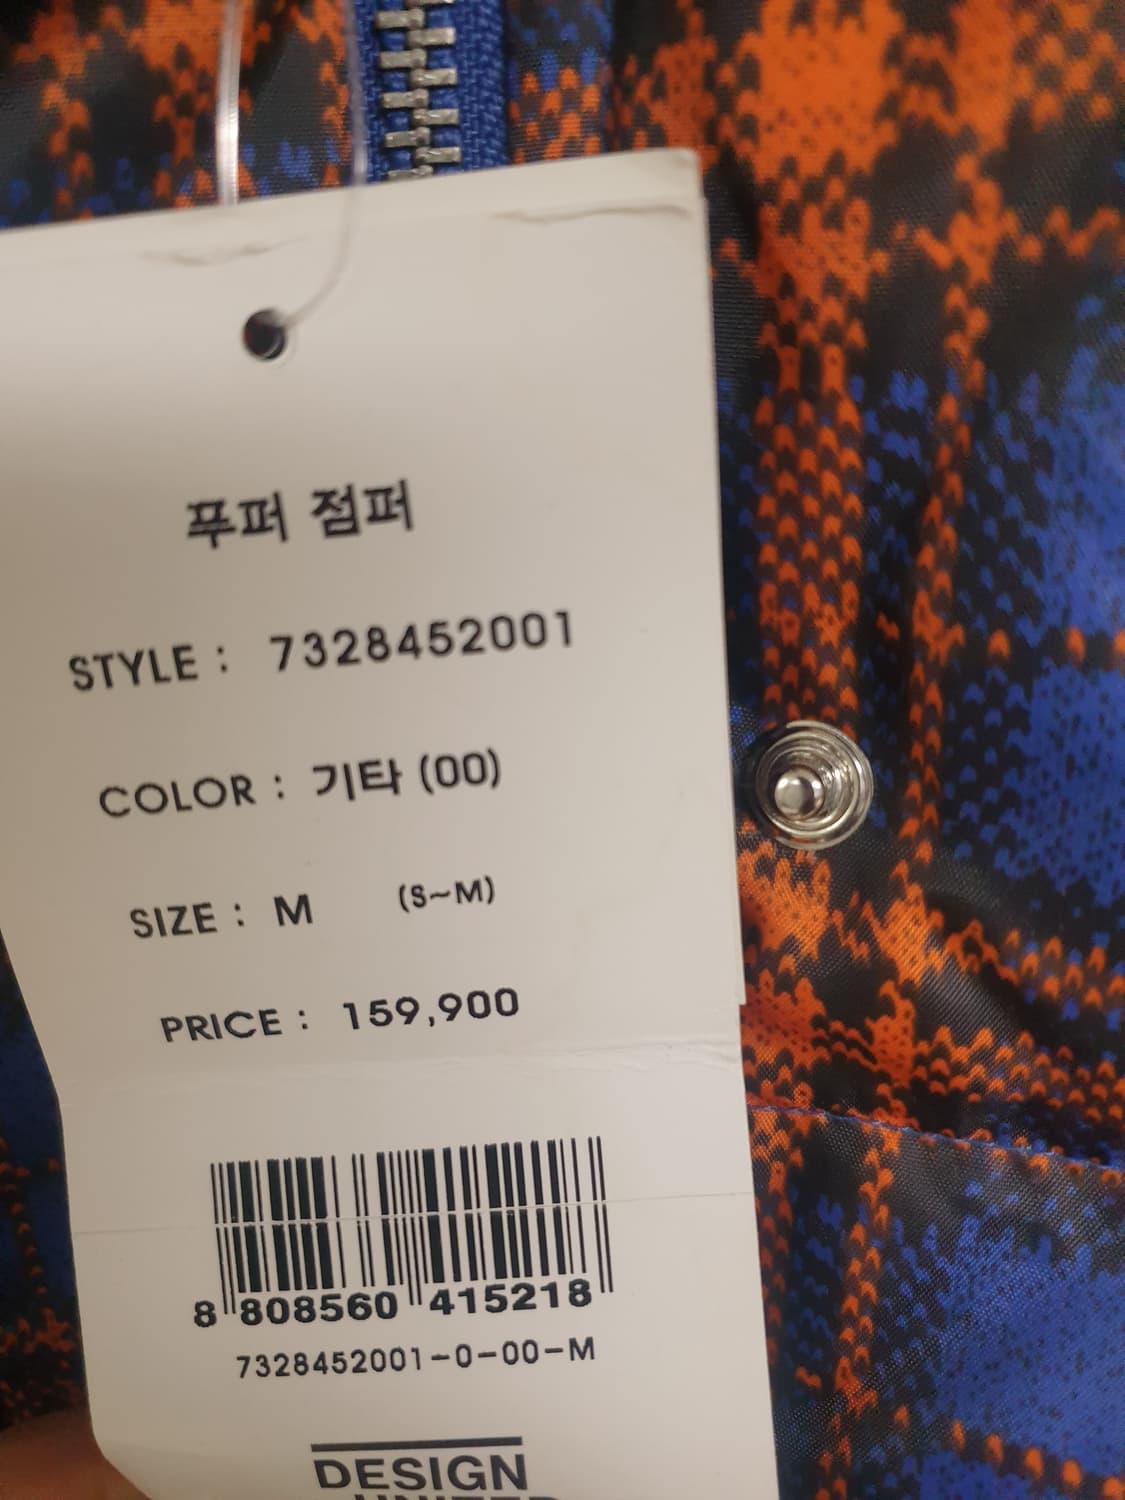 푸퍼 점퍼
STYLE : 7328452001
COLOR : 기타 (00)
SIZE : M (S~M)
PRICE : 159,900
8 808560 415218
7328452001-0-00-M
DESIGN